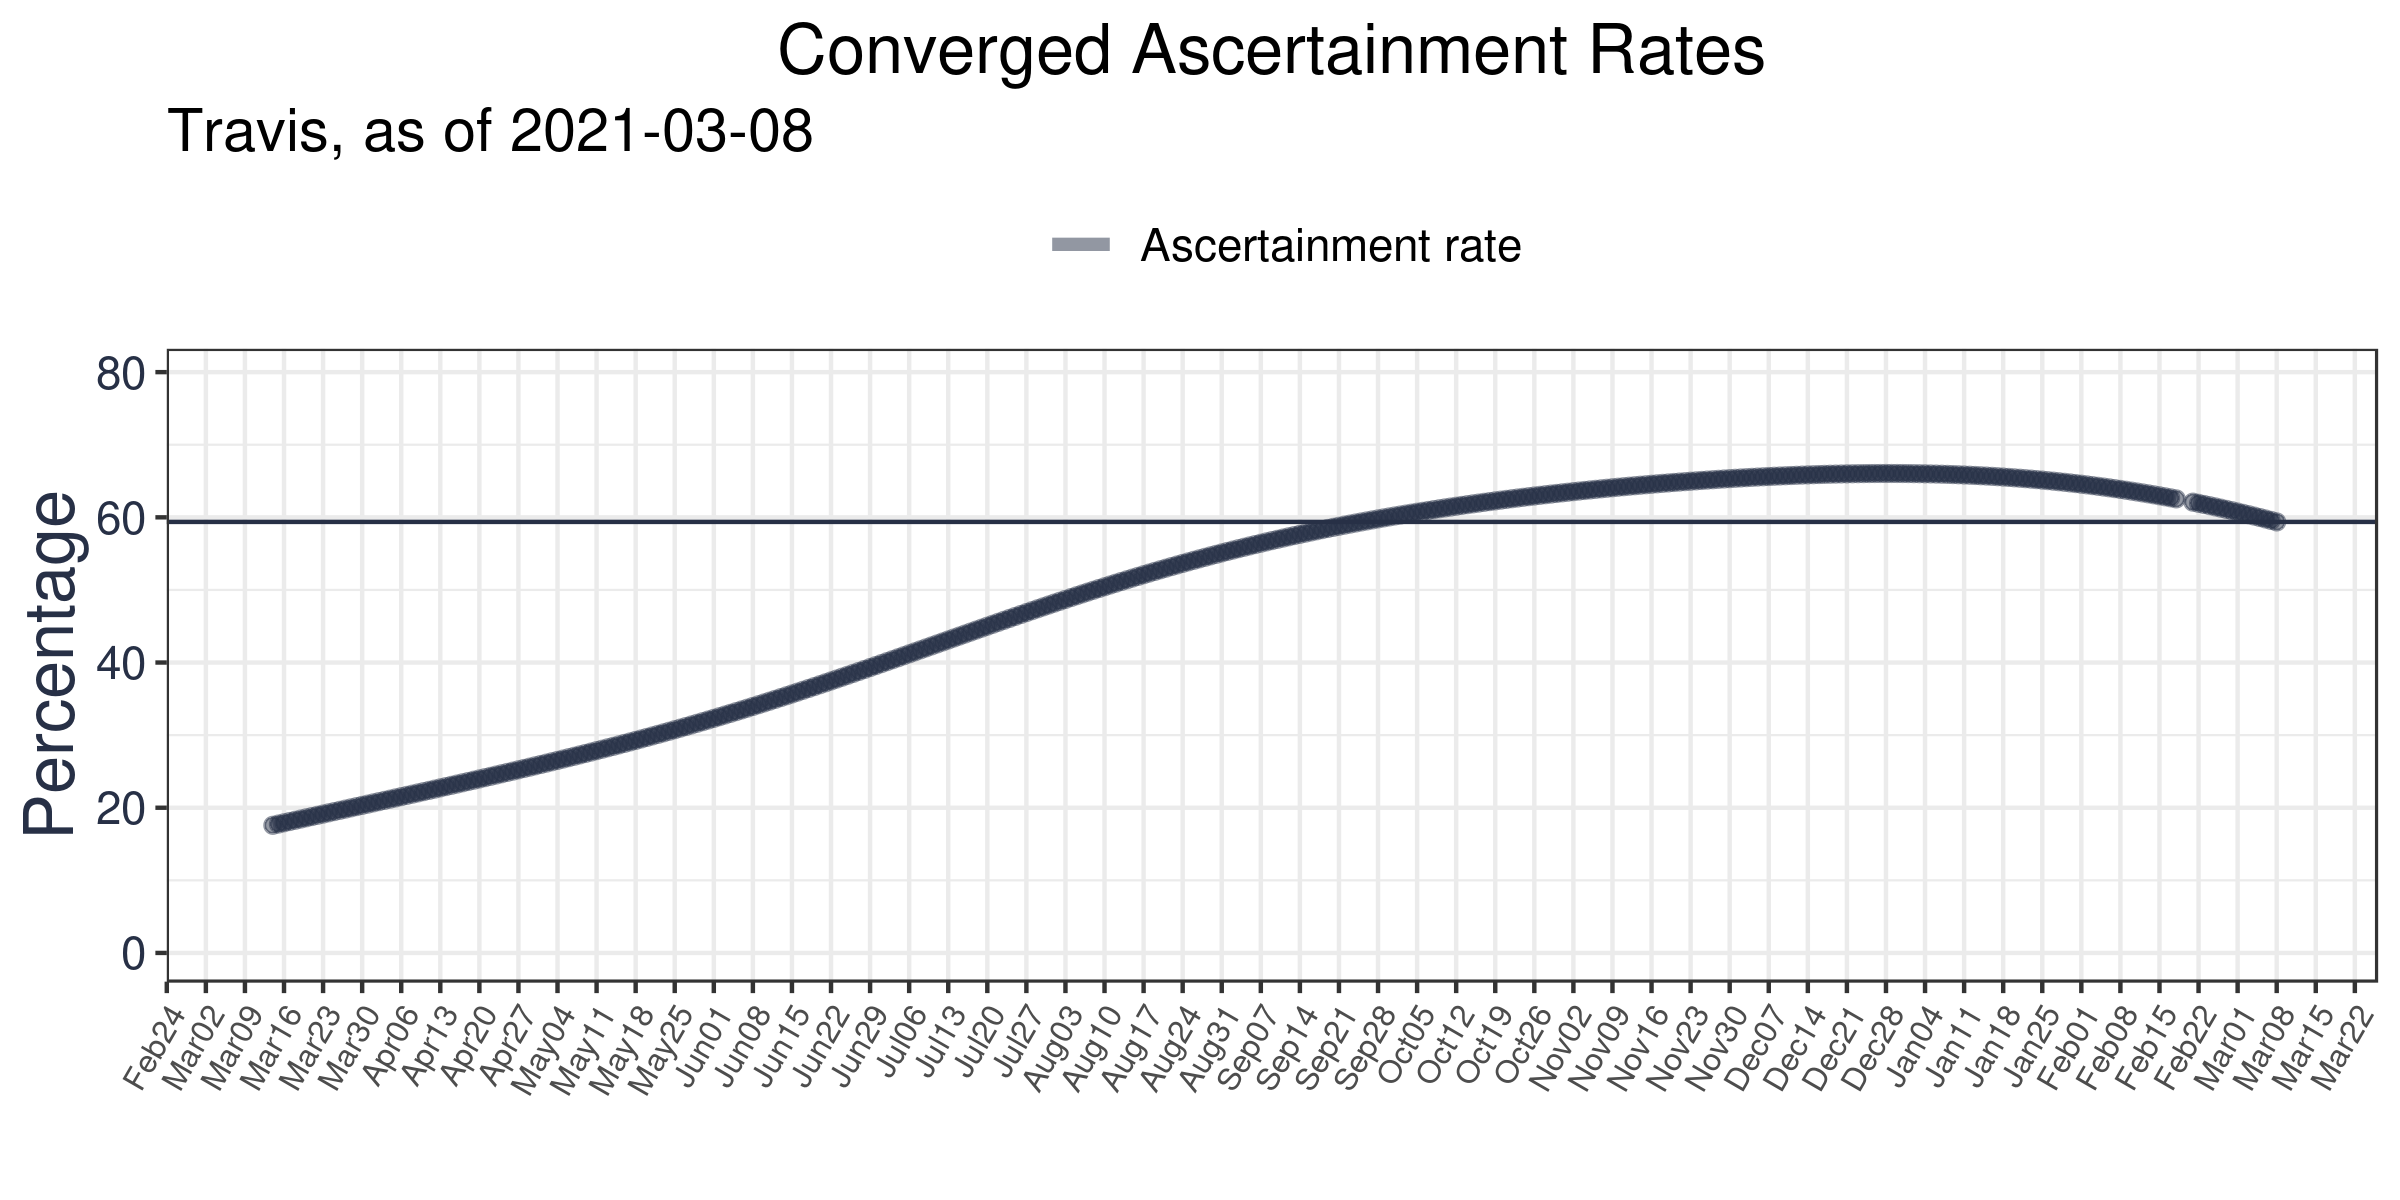 Converged Ascertainment Rates
Travis, as of 2021-03-08
Ascertainment rate
Percentage
80
60
40
20
0
Feb24 Mar02 Mar09 Mar16 Mar23 Mar30 Apr06 Apr13 Apr20 Apr27 May04 May11 May18 May25 Jun01 Jun08 Jun15 Jun22 Jun29 Jul06 Jul13 Jul20 Jul27 Aug03 Aug10 Aug17 Aug24 Aug31 Sep07 Sep14 Sep21 Sep28 Oct05 Oct12 Oct19 Oct26 Nov02 Nov09 Nov16 Nov23 Nov30 Dec07 Dec14 Dec21 Dec28 Jan04 Jan11 Jan18 Jan25 Feb01 Feb08 Feb15 Feb22 Mar01 Mar08 Mar15 Mar22